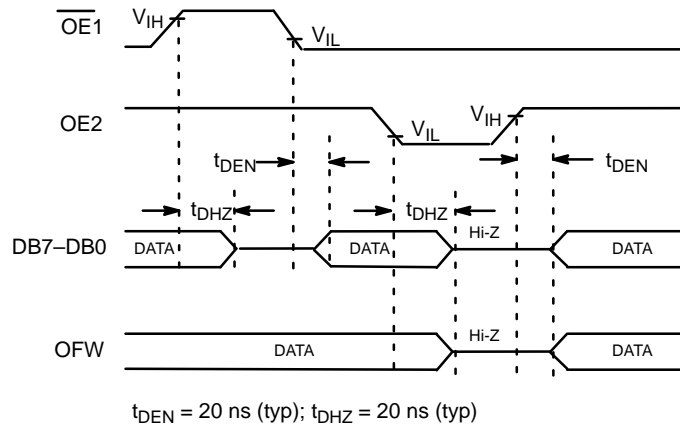 OE1
V_IH
V_IL
OE2
V_IL
V_IH
t_DEN
t_DEN
t_DHZ
t_DHZ
DB7–DB0
DATA
DATA
Hi-Z
DATA
OFW
DATA
Hi-Z
DATA
t_DEN = 20 ns (typ); t_DHZ = 20 ns (typ)